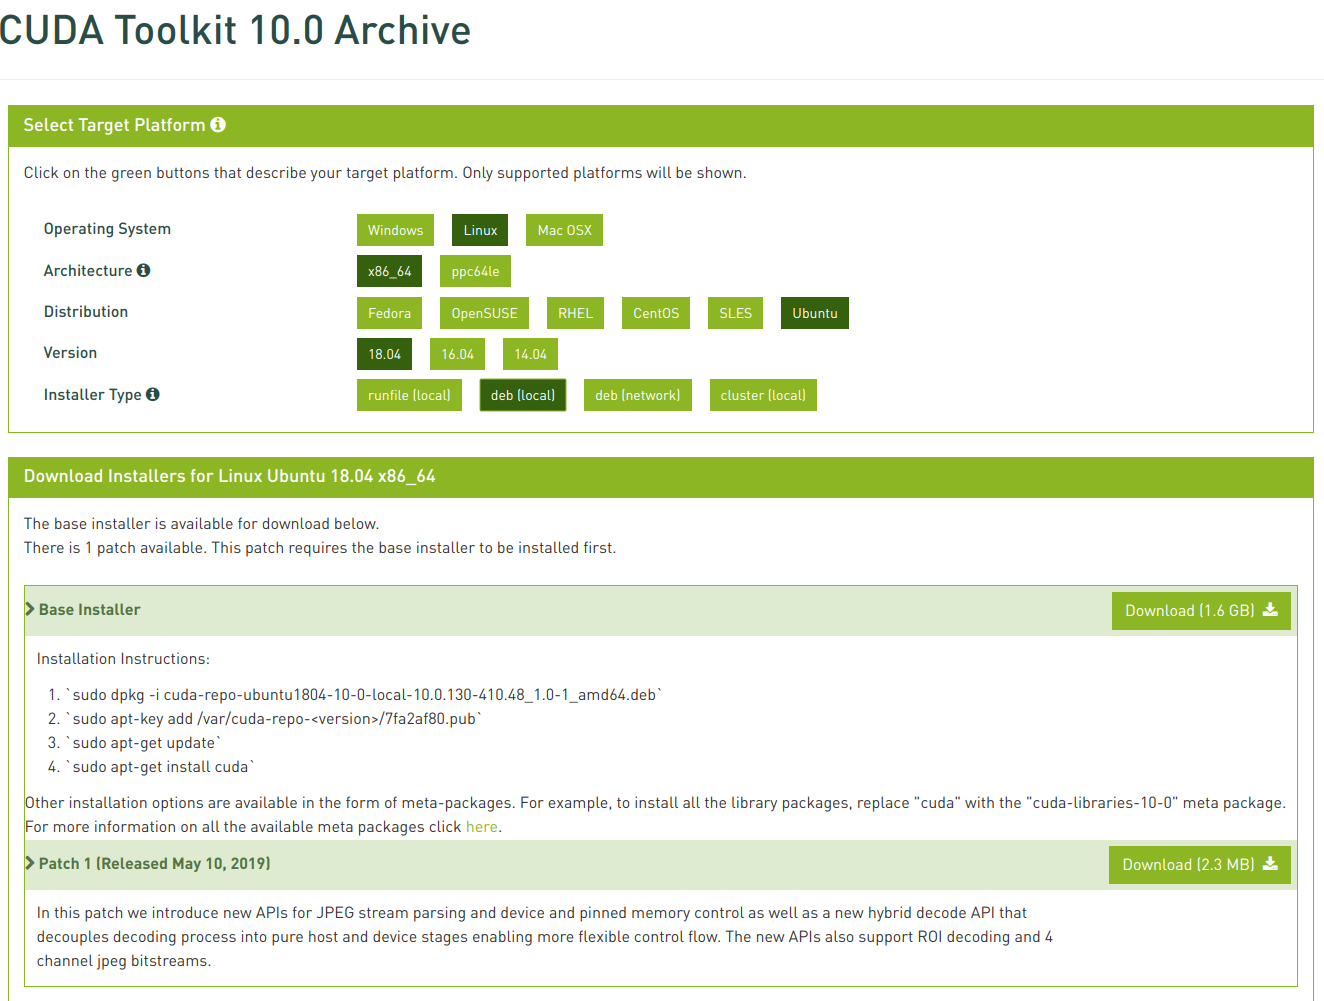 CUDA Toolkit 10.0 Archive
Select Target Platform
Click on the green buttons that describe your target platform. Only supported platforms will be shown.
Operating System Windows Linux Mac OSX
Architecture x86_64 ppc64le
Distribution Fedora OpenSUSE RHEL CentOS SLES Ubuntu
Version 18.04 16.04 14.04
Installer Type runfile (local) deb (local) deb (network) cluster (local)
Download Installers for Linux Ubuntu 18.04 x86_64
The base installer is available for download below.
There is 1 patch available. This patch requires the base installer to be installed first.
Base Installer Download (1.6 GB)
Installation Instructions:
1. `sudo dpkg -i cuda-repo-ubuntu1804-10-0-local-10.0.130-410.48_1.0-1_amd64.deb`
2. `sudo apt-key add /var/cuda-repo-<version>/7fa2af80.pub`
3. `sudo apt-get update`
4. `sudo apt-get install cuda`
Other installation options are available in the form of meta-packages. For example, to install all the library packages, replace "cuda" with the "cuda-libraries-10-0" meta package.
For more information on all the available meta packages click here.
Patch 1 (Released May 10, 2019) Download (2.3 MB)
In this patch we introduce new APIs for JPEG stream parsing and device and pinned memory control as well as a new hybrid decode API that
decouples decoding process into pure host and device stages enabling more flexible control flow. The new APIs also support ROI decoding and 4
channel jpeg bitstreams.